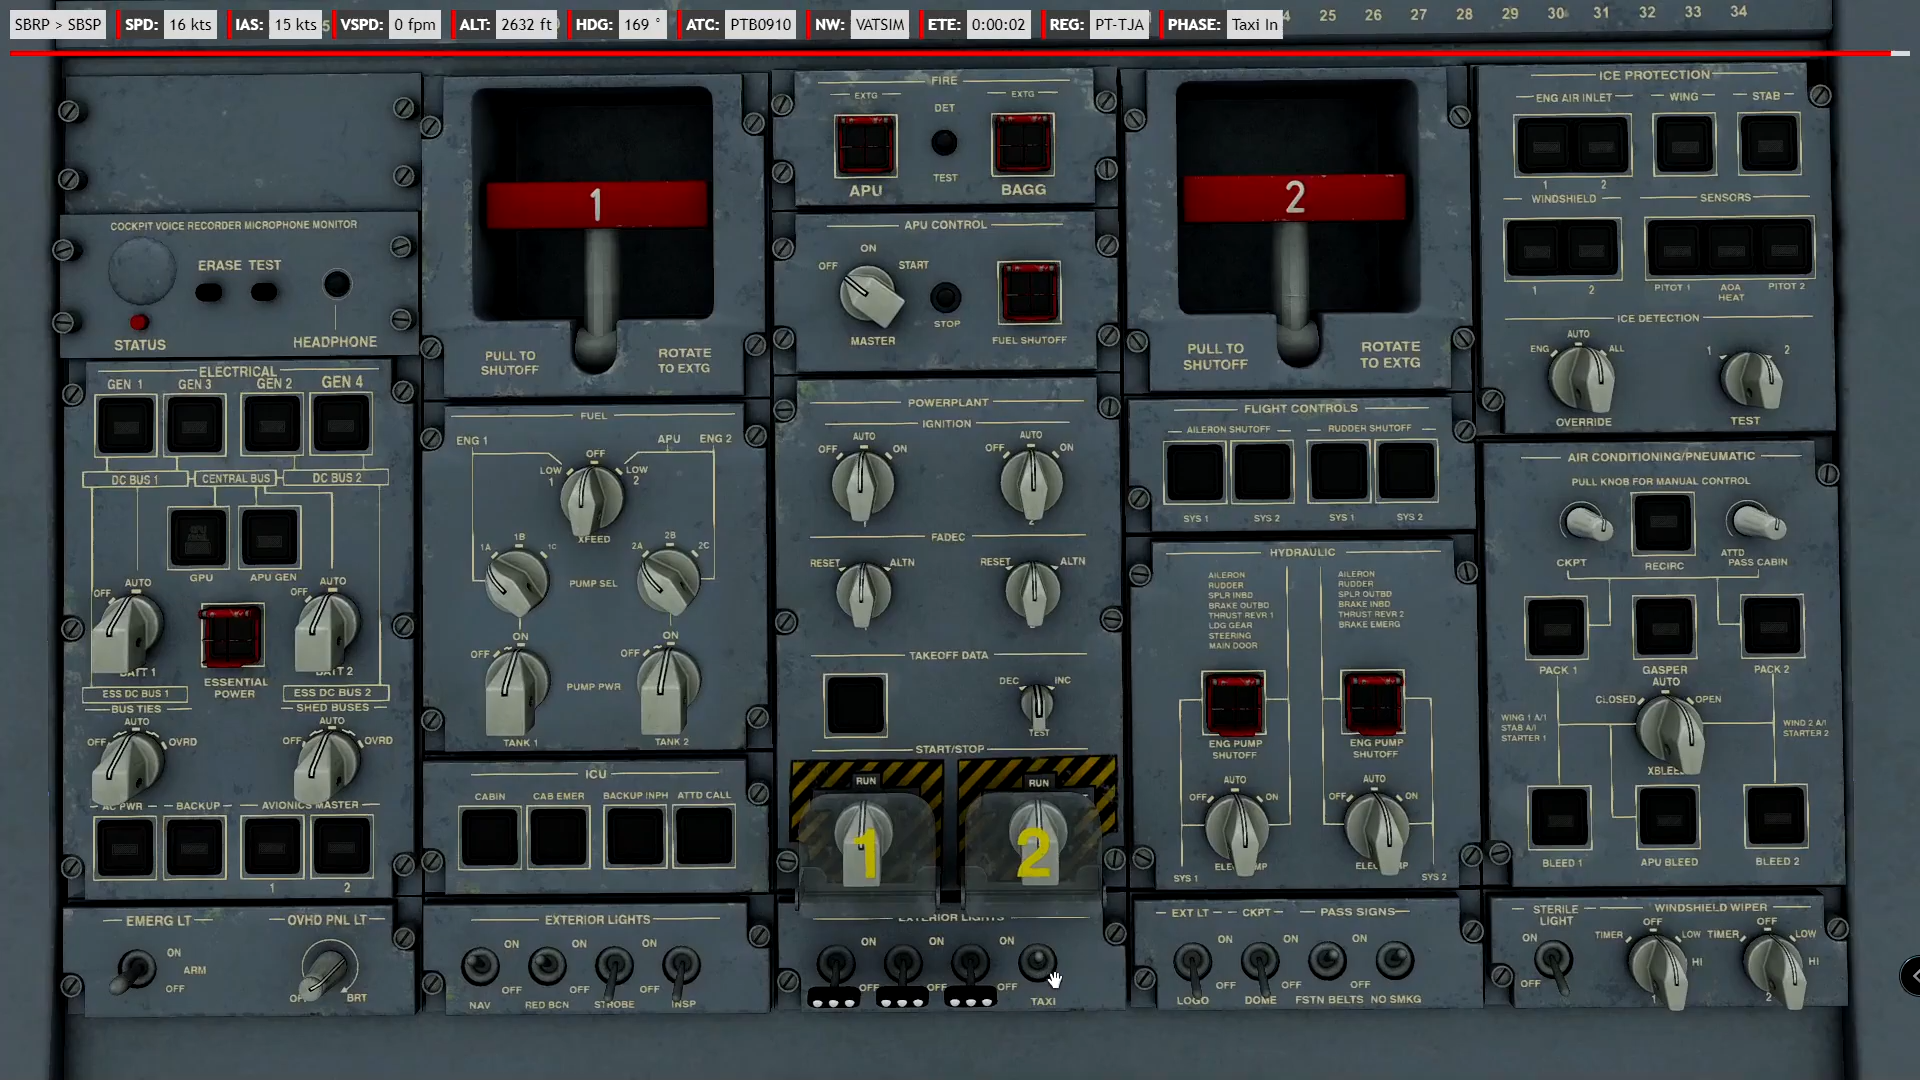 SBRP > SBSP SPD: 16 kts IAS: 15 kts VSPD: 0 fpm ALT: 2632 ft HDG: 169 ° ATC: PTB0910 NW: VATSIM ETE: 0:00:02 REG: PT-TJA PHASE: Taxi In
25 26 27 28 29 30 31 32 33 34
COCKPIT VOICE RECORDER MICROPHONE MONITOR
ERASE TEST
STATUS
HEADPHONE
1
PULL TO SHUTOFF
ROTATE TO EXTG
FIRE
EXTG
DET
EXTG
TEST
APU
BAGG
APU CONTROL
OFF ON START
STOP
MASTER
FUEL SHUTOFF
2
PULL TO SHUTOFF
ROTATE TO EXTG
ICE PROTECTION
ENG AIR INLET WING STAB
1 2
WINDSHIELD SENSORS
1 2
PITOT 1 AOA HEAT PITOT 2
ICE DETECTION
ENG AUTO ALL
1 2
OVERRIDE TEST
ELECTRICAL
GEN 1 GEN 3 GEN 2 GEN 4
DC BUS 1 CENTRAL BUS DC BUS 2
GPU APU GEN
OFF AUTO
OFF AUTO
BATT 1
BATT 2
ESSENTIAL POWER
ESS DC BUS 1 ESS DC BUS 2
BUS TIES SHED BUSES
OFF AUTO OVRD
OFF AUTO OVRD
AC PWR BACKUP AVIONICS MASTER
1 2
EMERG LT
ON
ARM
OFF
OVHD PNL LT
BRT
FUEL
ENG 1 APU ENG 2
LOW 1 OFF LOW 2
XFEED
1A 1B 1C
2A 2B 2C
PUMP SEL
OFF ON
OFF ON
PUMP PWR
TANK 1 TANK 2
ICU
CABIN CAB EMER BACKUP INPH ATTD CALL
EXTERIOR LIGHTS
ON ON ON
OFF OFF OFF
NAV RED BCN STROBE INSP
POWERPLANT
IGNITION
OFF AUTO ON
OFF AUTO ON
1 2
FADEC
RESET ALTN
RESET ALTN
TAKEOFF DATA
DEC INC
TEST
START/STOP
RUN RUN
1 2
EXTERIOR LIGHTS
ON ON ON
OFF OFF OFF
TAXI
FLIGHT CONTROLS
AILERON SHUTOFF RUDDER SHUTOFF
SYS 1 SYS 2 SYS 1 SYS 2
HYDRAULIC
AILERON
RUDDER
SPLR INBD
BRAKE OUTBD
THRUST REVR 1
LDG GEAR
STEERING
MAIN DOOR
AILERON
RUDDER
SPLR OUTBD
BRAKE INBD
THRUST REVR 2
BRAKE EMERG
ENG PUMP SHUTOFF
ENG PUMP SHUTOFF
OFF AUTO ON
OFF AUTO ON
SYS 1 SYS 2
EXT LT CKPT PASS SIGNS
ON ON ON
OFF OFF OFF
LOGO DOME FSTN BELTS NO SMKG
AIR CONDITIONING/PNEUMATIC
PULL KNOB FOR MANUAL CONTROL
CKPT
RECIRC
ATTD
PASS CABIN
PACK 1 GASPER PACK 2
CLOSED AUTO OPEN
WING 1 A/I
STAB A/I
STARTER 1
WIND 2 A/I
STARTER 2
BLEED 1 APU BLEED BLEED 2
STERILE LIGHT
ON
OFF
WINDSHIELD WIPER
TIMER OFF LOW HI
TIMER OFF LOW HI
1 2